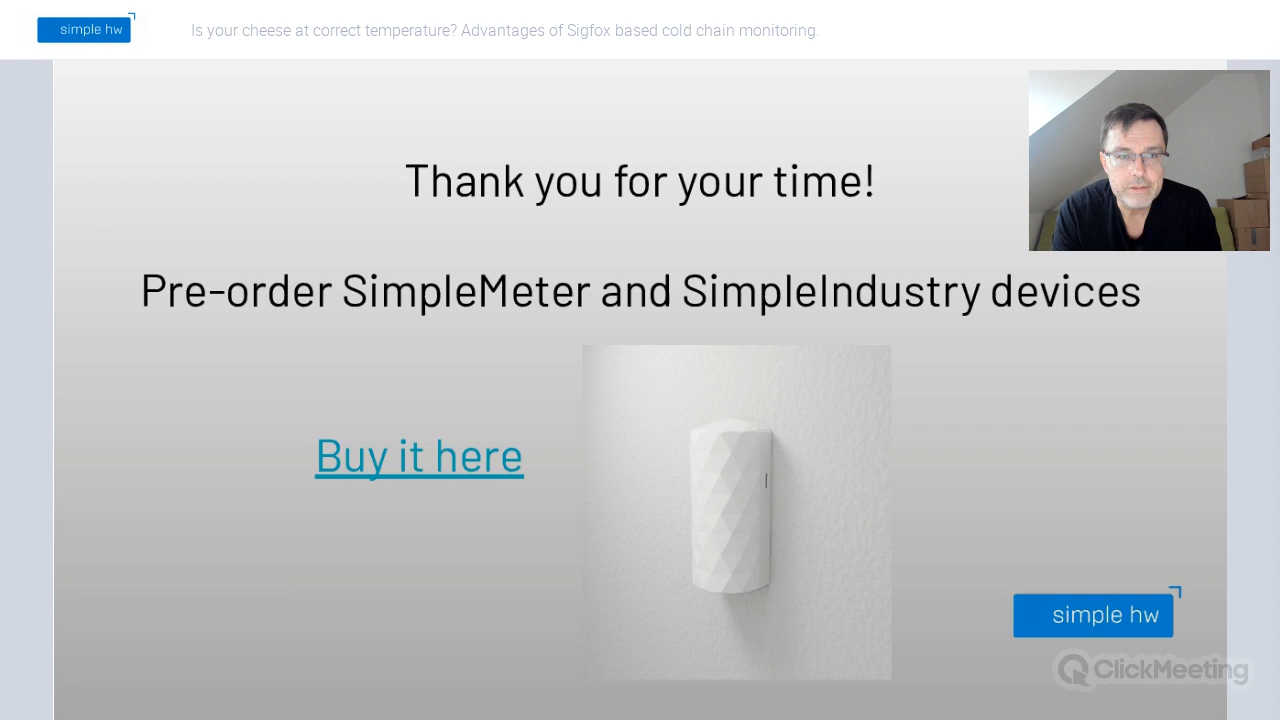 simple hw
Is your cheese at correct temperature? Advantages of Sigfox based cold chain monitoring.
Thank you for your time!
Pre-order SimpleMeter and SimpleIndustry devices
Buy it here
simple hw
ClickMeeting